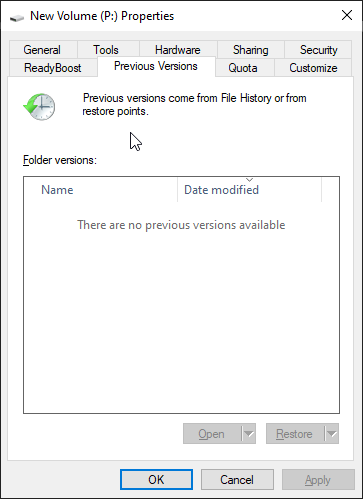 New Volume (P:) Properties
General Tools Hardware Sharing Security
ReadyBoost Previous Versions Quota Customize
Previous versions come from File History or from
restore points.
Folder versions:
Name Date modified
There are no previous versions available
Open Restore
OK Cancel Apply